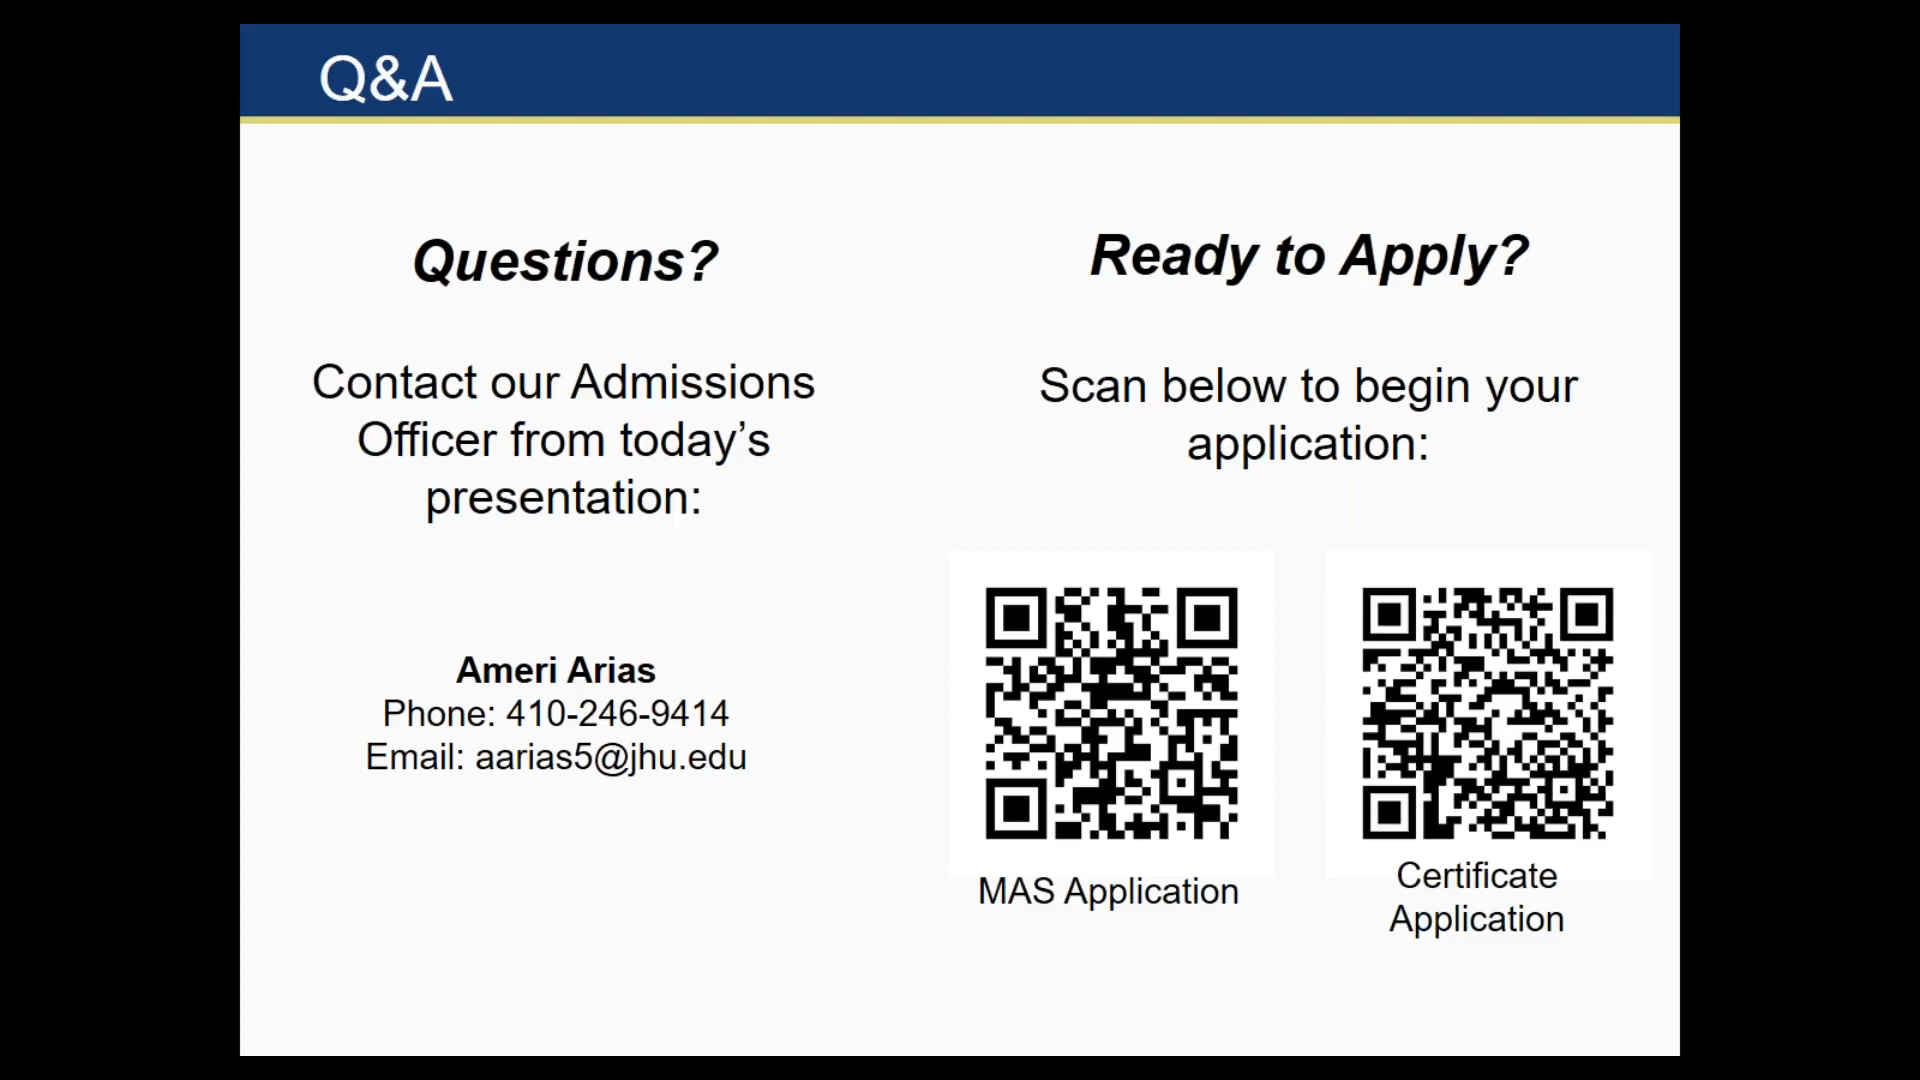 Q&A
Questions?
Contact our Admissions
Officer from today’s
presentation:
Ameri Arias
Phone: 410-246-9414
Email: aarias5@jhu.edu
Ready to Apply?
Scan below to begin your
application:
MAS Application
Certificate
Application